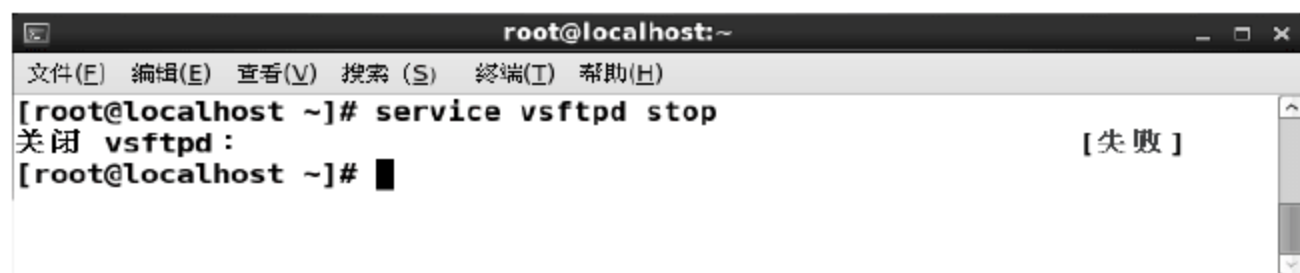 root@localhost:~
文件(F) 编辑(E) 查看(V) 搜索 (S) 终端(T) 帮助(H)
[root@localhost ~]# service vsftpd stop
关闭 vsftpd： [失败]
[root@localhost ~]#